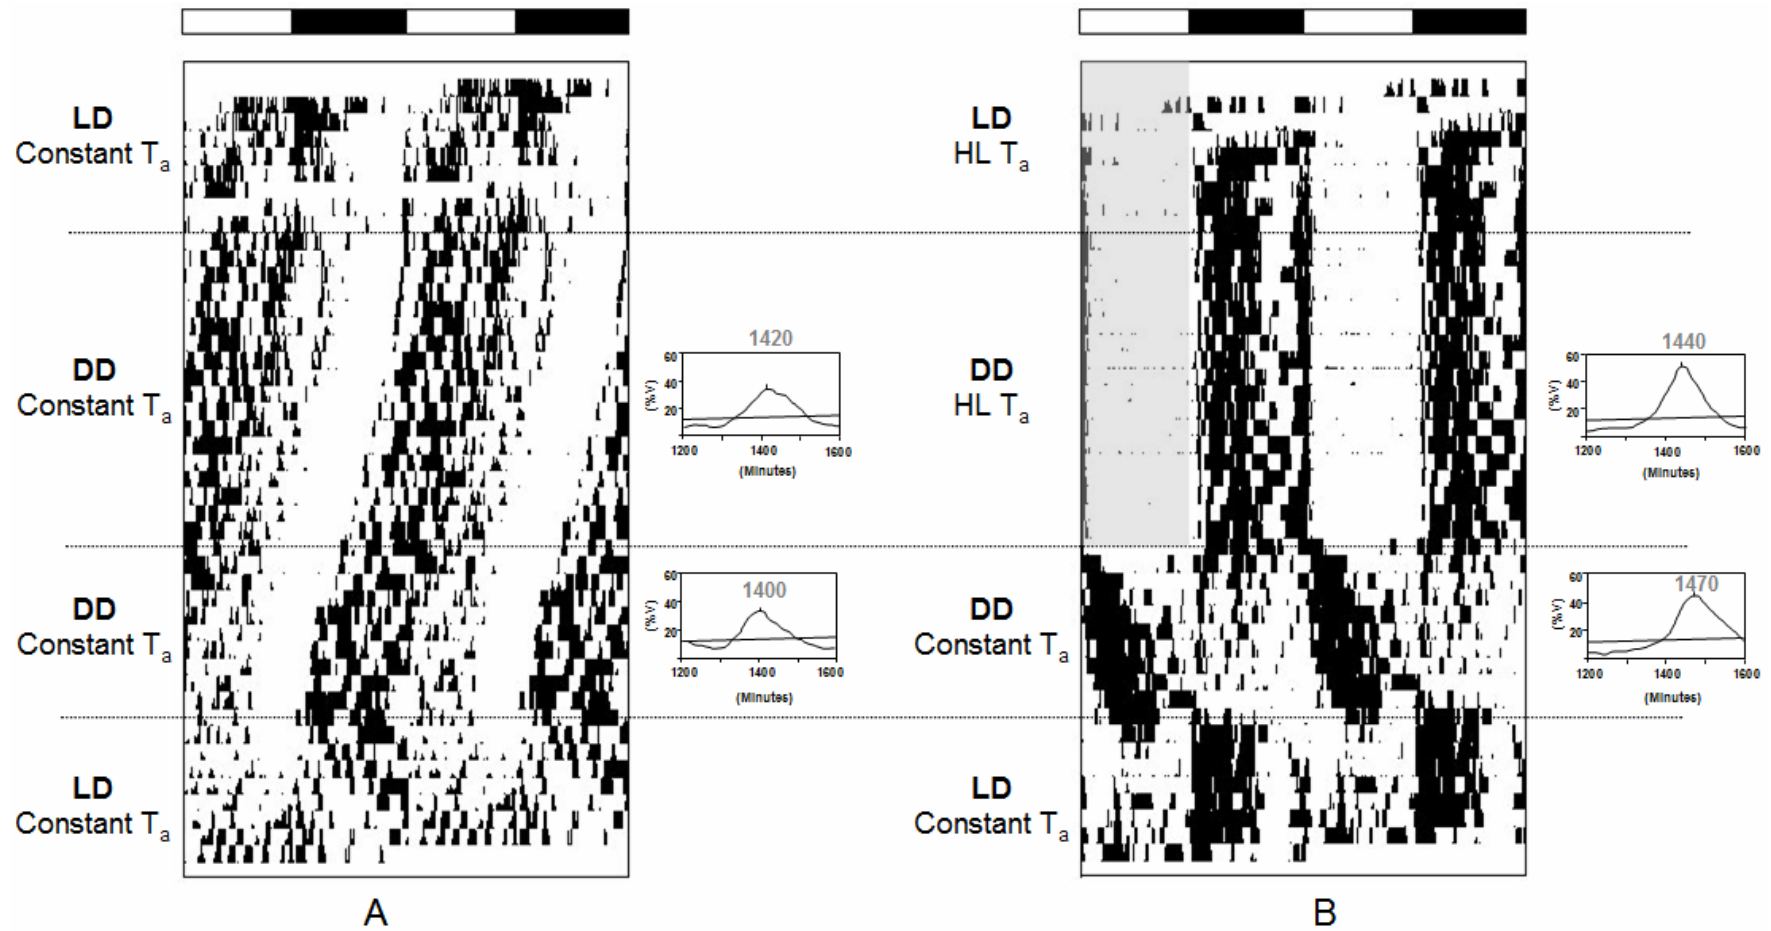 LD
Constant Ta
DD
Constant Ta
DD
Constant Ta
LD
Constant Ta
1420
60
40
20
(%V)
1200 1400 1600
(Minutes)
1400
60
40
20
(%V)
1200 1400 1600
(Minutes)
A
LD
HL Ta
DD
HL Ta
DD
Constant Ta
LD
Constant Ta
1440
60
40
20
(%V)
1200 1400 1600
(Minutes)
1470
60
40
20
(%V)
1200 1400 1600
(Minutes)
B